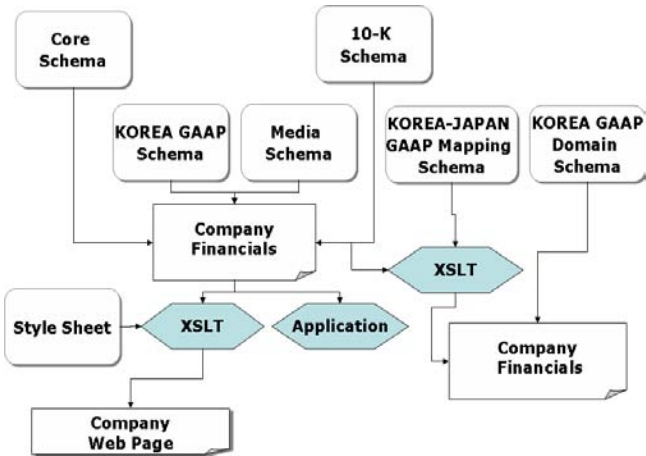 Core
Schema
10-K
Schema
KOREA GAAP
Schema
Media
Schema
KOREA-JAPAN
GAAP Mapping
Schema
KOREA GAAP
Domain
Schema
Company
Financials
XSLT
Style Sheet
XSLT
Application
Company
Financials
Company
Web Page